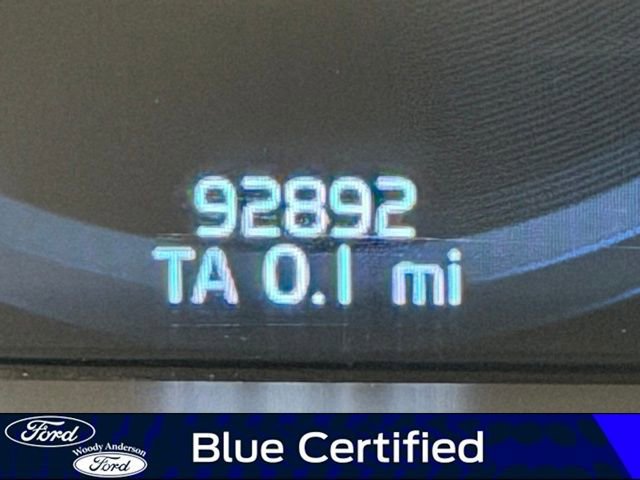 92892
TA 0.1 mi
Ford
Woody Anderson
Ford
Blue Certified